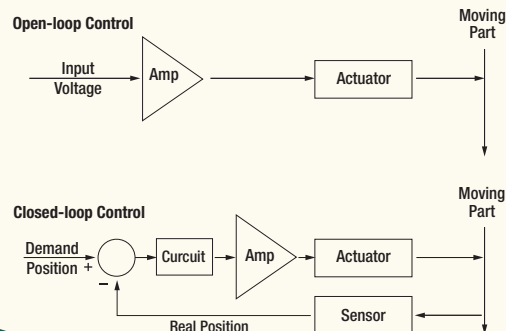 Open-loop Control
Moving
Part
Input
Voltage
Amp
Actuator
Closed-loop Control
Moving
Part
Demand
Position +
−
Curcuit
Amp
Actuator
Sensor
Real Position